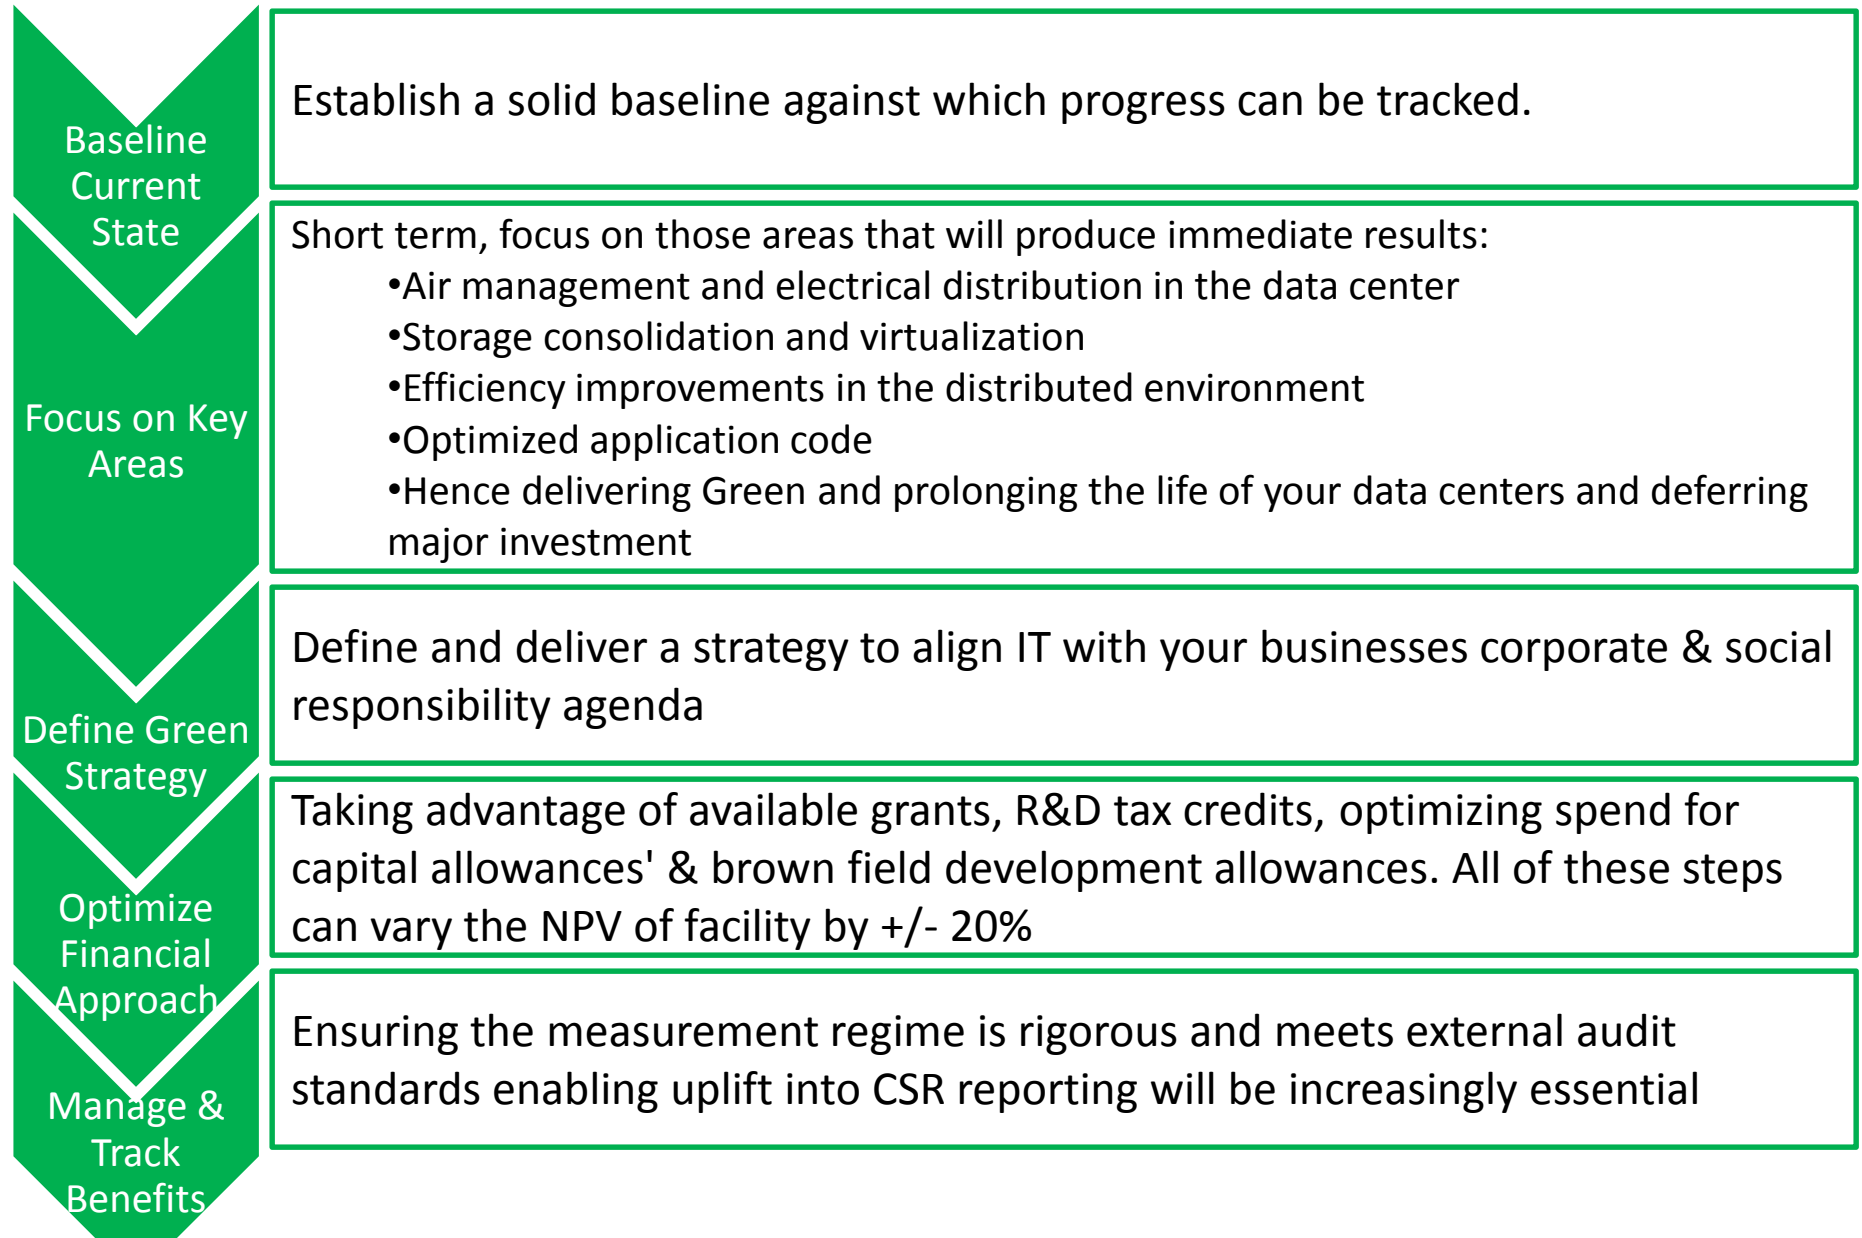 Baseline
Current
State
Establish a solid baseline against which progress can be tracked.
Focus on Key
Areas
Short term, focus on those areas that will produce immediate results:
•Air management and electrical distribution in the data center
•Storage consolidation and virtualization
•Efficiency improvements in the distributed environment
•Optimized application code
•Hence delivering Green and prolonging the life of your data centers and deferring
major investment
Define Green
Strategy
Define and deliver a strategy to align IT with your businesses corporate & social
responsibility agenda
Optimize
Financial
Approach
Taking advantage of available grants, R&D tax credits, optimizing spend for
capital allowances' & brown field development allowances. All of these steps
can vary the NPV of facility by +/- 20%
Manage &
Track
Benefits
Ensuring the measurement regime is rigorous and meets external audit
standards enabling uplift into CSR reporting will be increasingly essential